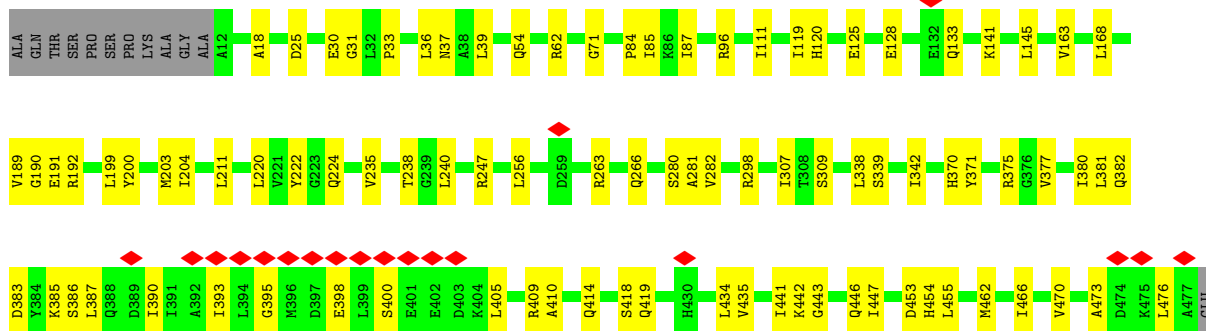 ALA GLN THR SER PRO SER PRO LYS ALA GLY ALA A12 A18 D25 E30 G31 L32 P33 L36 N37 A38 L39 Q54 R62 G71 P84 I85 K86 I87 R96 I111 I119 H120 E125 E128 E132 Q133 K141 L145 V163 L168
V189 G190 E191 R192 L199 Y200 M203 I204 L211 L220 V221 Y222 G223 Q224 V235 T238 G239 L240 R247 L256 D259 R263 Q266 S280 A281 V282 R298 I307 T308 S309 L338 S339 I342 H370 Y371 R375 G376 V377 I380 L381 Q382
D383 Y384 K385 S386 L387 Q388 D389 I390 I391 A392 I393 L394 G395 M396 D397 E398 L399 S400 E401 E402 D403 K404 L405 R409 A410 Q414 S418 Q419 H430 L434 V435 I441 K442 G443 Q446 I447 D453 H454 L455 M462 I466 V470 A473 D474 K475 L476 A477 GLU